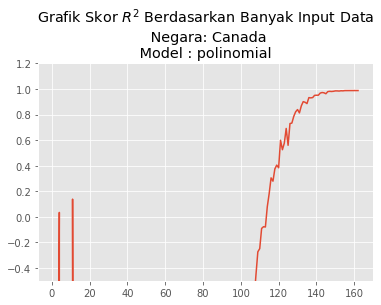 Grafik Skor R² Berdasarkan Banyak Input Data
Negara: Canada
Model : polinomial
1.2
1.0
0.8
0.6
0.4
0.2
0.0
−0.2
−0.4
0 20 40 60 80 100 120 140 160